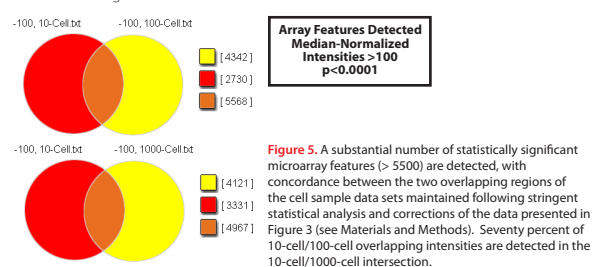 -100, 10-Cell.txt -100, 100-Cell.txt
[ 4342 ]
[ 2730 ]
[ 5568 ]
Array Features Detected
Median-Normalized
Intensities >100
p<0.0001
-100, 10-Cell.txt -100, 1000-Cell.txt
[ 4121 ]
[ 3331 ]
[ 4967 ]
Figure 5. A substantial number of statistically significant
microarray features (> 5500) are detected, with
concordance between the two overlapping regions of
the cell sample data sets maintained following stringent
statistical analysis and corrections of the data presented in
Figure 3 (see Materials and Methods). Seventy percent of
10-cell/100-cell overlapping intensities are detected in the
10-cell/1000-cell intersection.